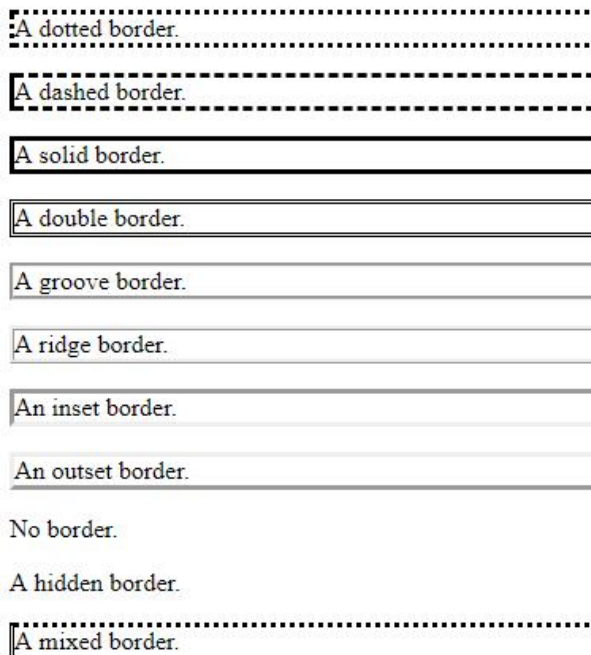 A dotted border.
A dashed border.
A solid border.
A double border.
A groove border.
A ridge border.
An inset border.
An outset border.
No border.
A hidden border.
A mixed border.